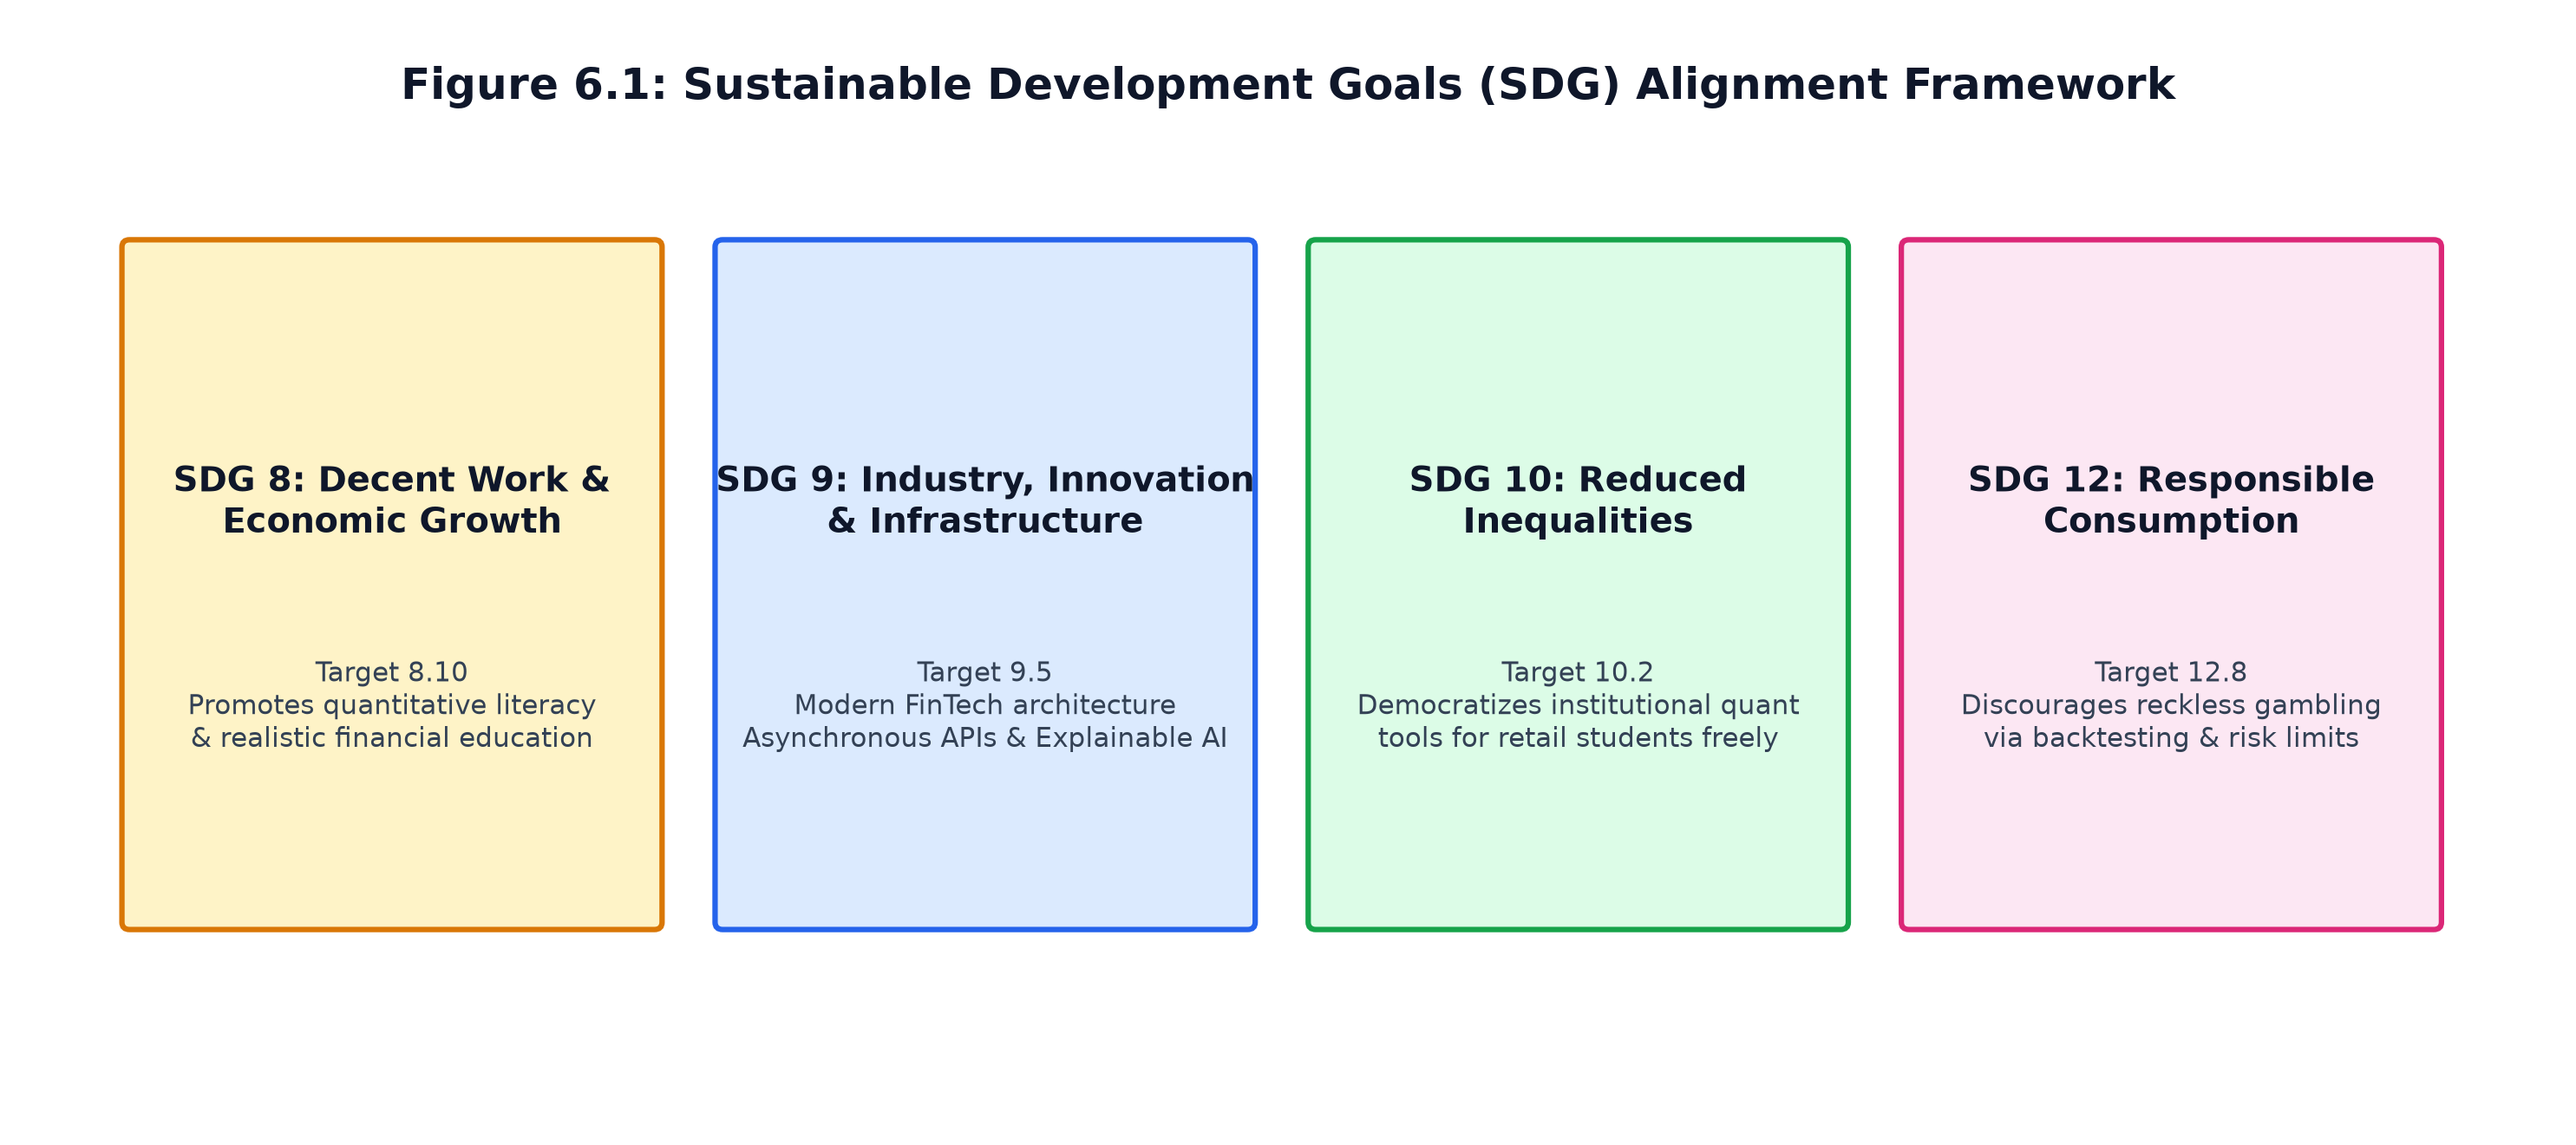 Figure 6.1: Sustainable Development Goals (SDG) Alignment Framework
SDG 8: Decent Work &
Economic Growth
Target 8.10
Promotes quantitative literacy
& realistic financial education
SDG 9: Industry, Innovation
& Infrastructure
Target 9.5
Modern FinTech architecture
Asynchronous APIs & Explainable AI
SDG 10: Reduced
Inequalities
Target 10.2
Democratizes institutional quant
tools for retail students freely
SDG 12: Responsible
Consumption
Target 12.8
Discourages reckless gambling
via backtesting & risk limits